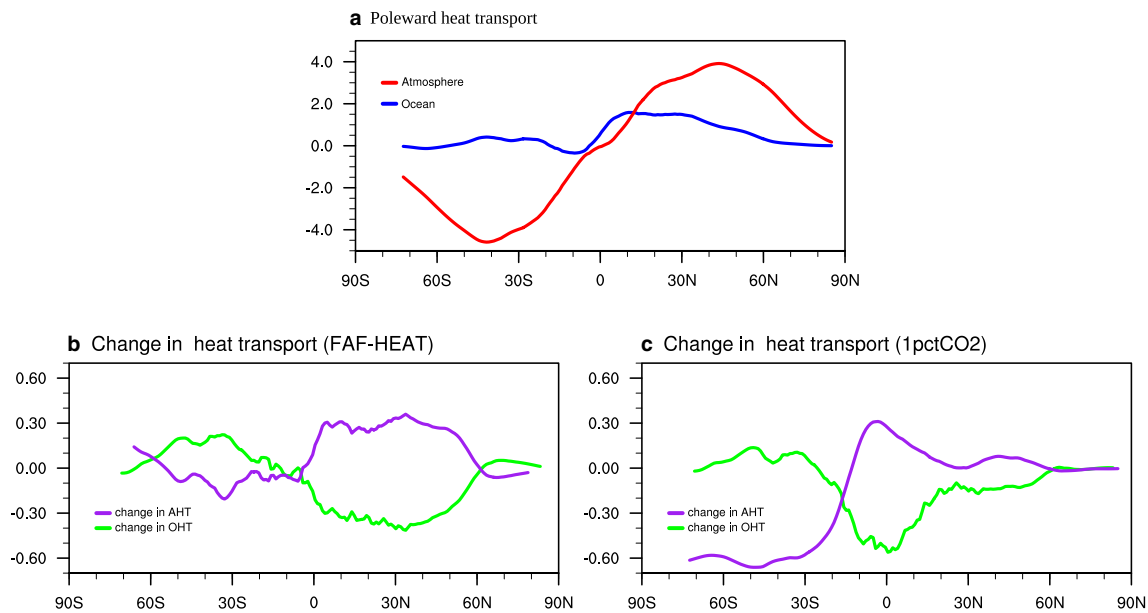 a Poleward heat transport
4.0
2.0
0.0
-2.0
-4.0
Atmosphere
Ocean
90S 60S 30S 0 30N 60N 90N
b Change in heat transport (FAF-HEAT)
0.60
0.30
0.00
-0.30
-0.60
change in AHT
change in OHT
90S 60S 30S 0 30N 60N 90N
c Change in heat transport (1pctCO2)
0.60
0.30
0.00
-0.30
-0.60
change in AHT
change in OHT
90S 60S 30S 0 30N 60N 90N